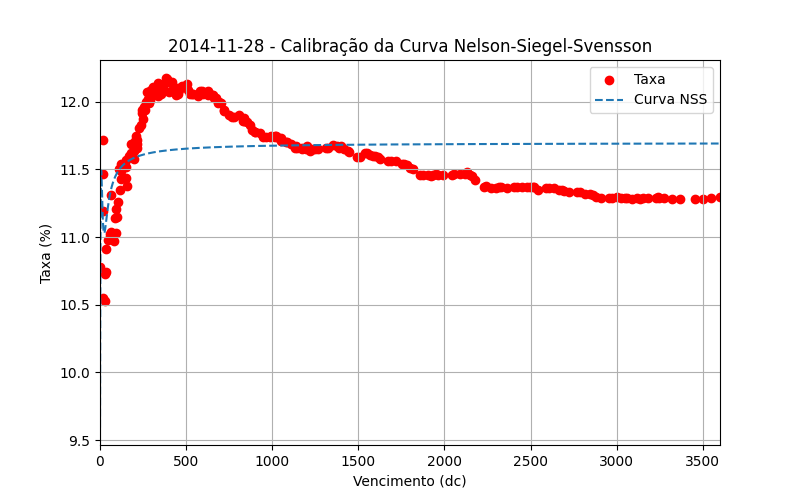 2014-11-28 - Calibração da Curva Nelson-Siegel-Svensson
Taxa
Curva NSS
12.0
11.5
11.0
10.5
10.0
9.5
Taxa (%)
0 500 1000 1500 2000 2500 3000 3500
Vencimento (dc)